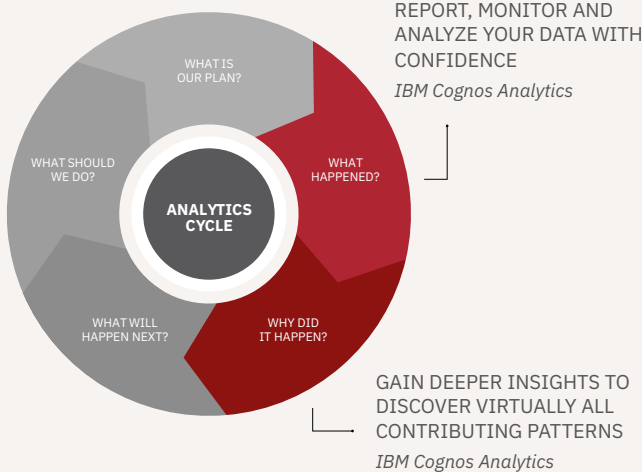 REPORT, MONITOR AND
ANALYZE YOUR DATA WITH
CONFIDENCE
IBM Cognos Analytics
WHAT IS
OUR PLAN?
WHAT SHOULD
WE DO?
WHAT
HAPPENED?
ANALYTICS
CYCLE
WHAT WILL
HAPPEN NEXT?
WHY DID
IT HAPPEN?
GAIN DEEPER INSIGHTS TO
DISCOVER VIRTUALLY ALL
CONTRIBUTING PATTERNS
IBM Cognos Analytics